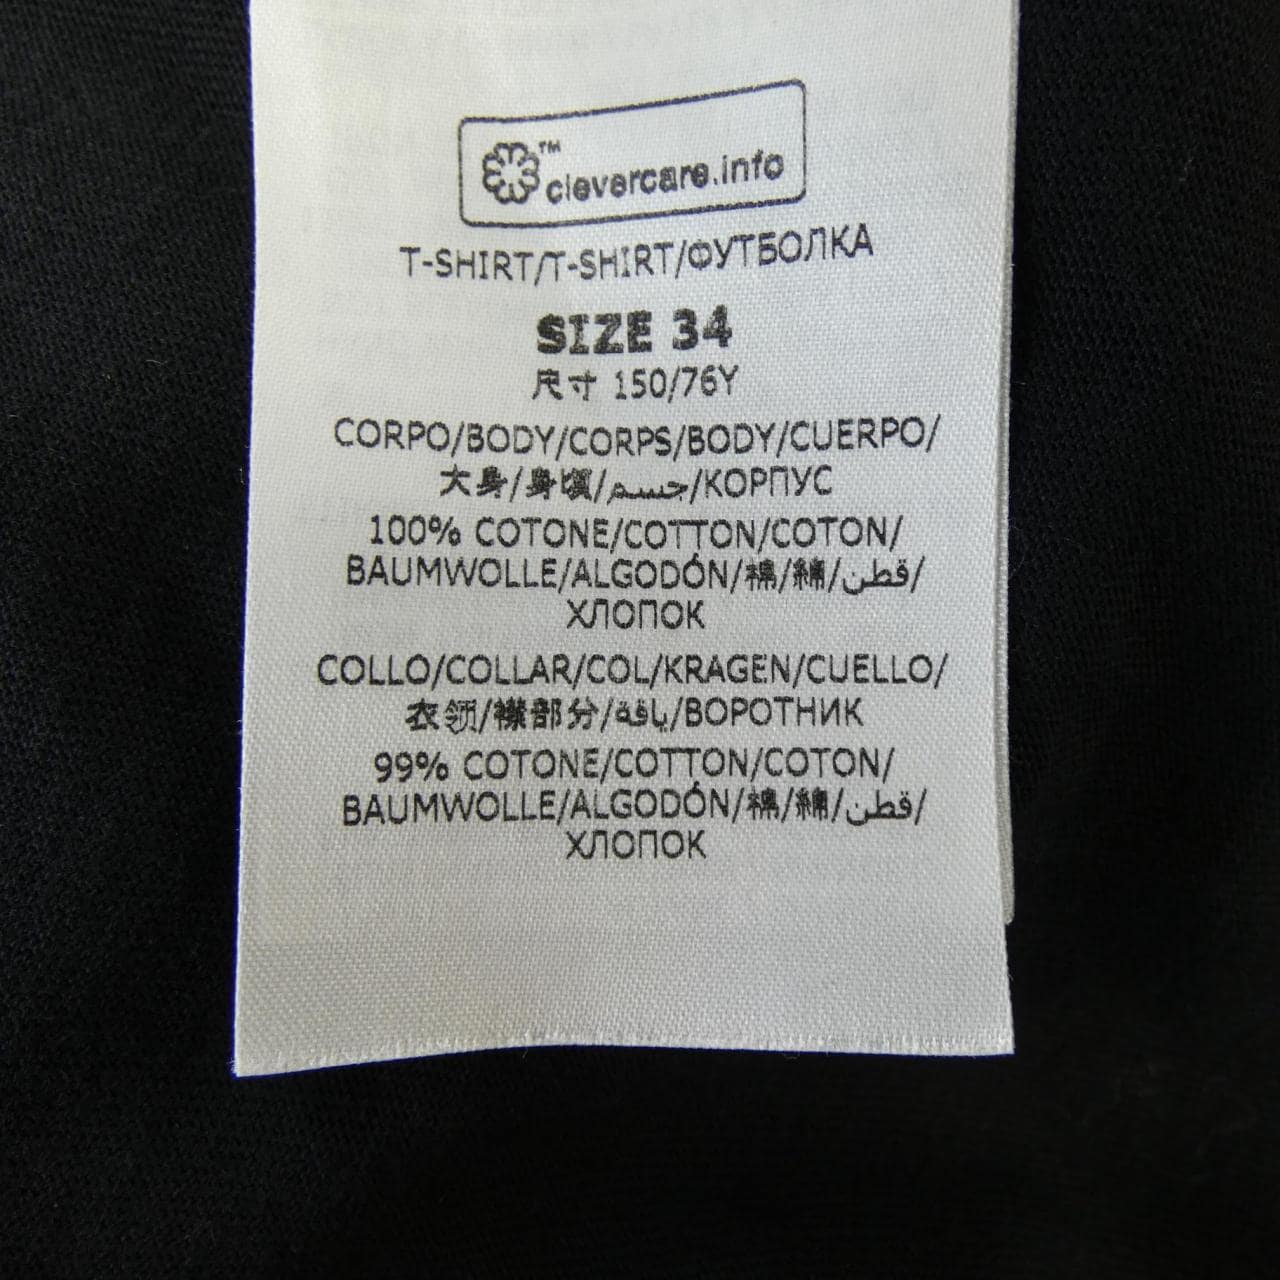 ™clevercare.info
T-SHIRT/T-SHIRT/ФУТБОЛКА
SIZE 34
尺寸 150/76Y
CORPO/BODY/CORPS/BODY/CUERPO/
大身/身頃/جسم/КОРПУС
100% COTONE/COTTON/COTON/
BAUMWOLLE/ALGODÓN/棉/綿/قطن/
ХЛОПОК
COLLO/COLLAR/COL/KRAGEN/CUELLO/
衣领/襟部分/ياقة/ВОРОТНИК
99% COTONE/COTTON/COTON/
BAUMWOLLE/ALGODÓN/棉/綿/قطن/
ХЛОПОК